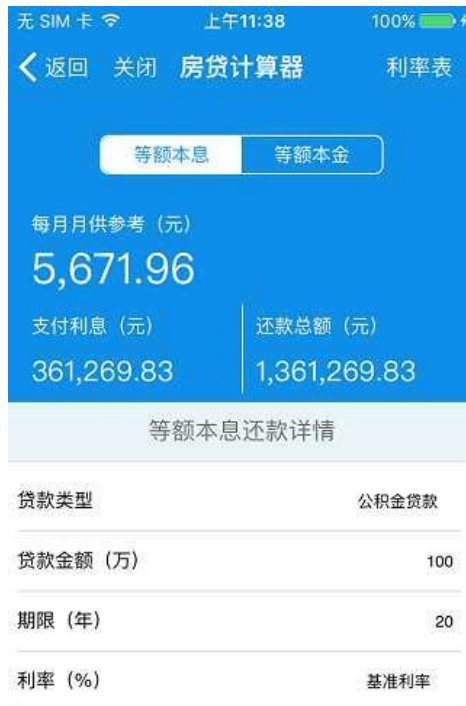 无 SIM 卡 上午11:38 100%
返回 关闭 房贷计算器 利率表
等额本息 等额本金
每月月供参考（元）
5,671.96
支付利息（元） 还款总额（元）
361,269.83 1,361,269.83
等额本息还款详情
贷款类型 公积金贷款
贷款金额（万） 100
期限（年） 20
利率（%） 基准利率